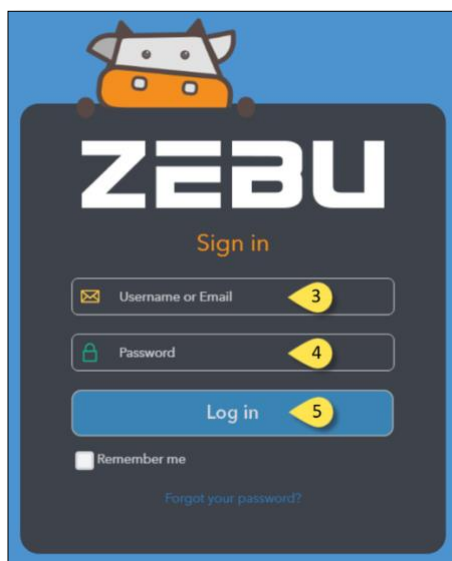 ZEBU
Sign in
Username or Email 3
Password 4
Log in 5
Remember me
Forgot your password?